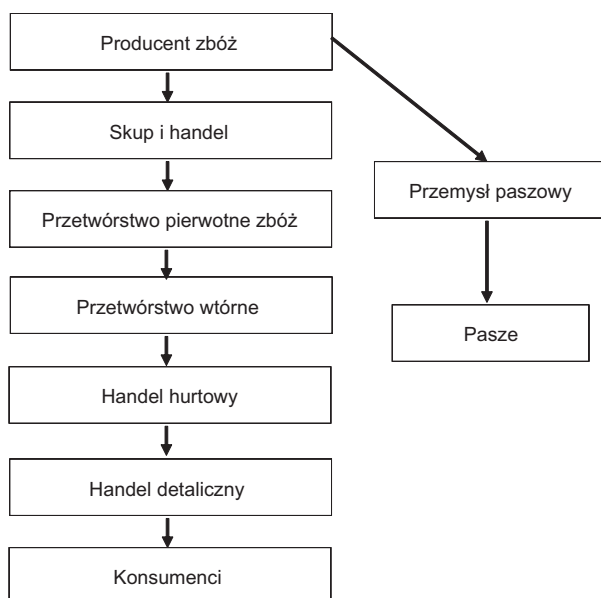 Producent zbóż
Skup i handel
Przetwórstwo pierwotne zbóż
Przetwórstwo wtórne
Handel hurtowy
Handel detaliczny
Konsumenci
Przemysł paszowy
Pasze